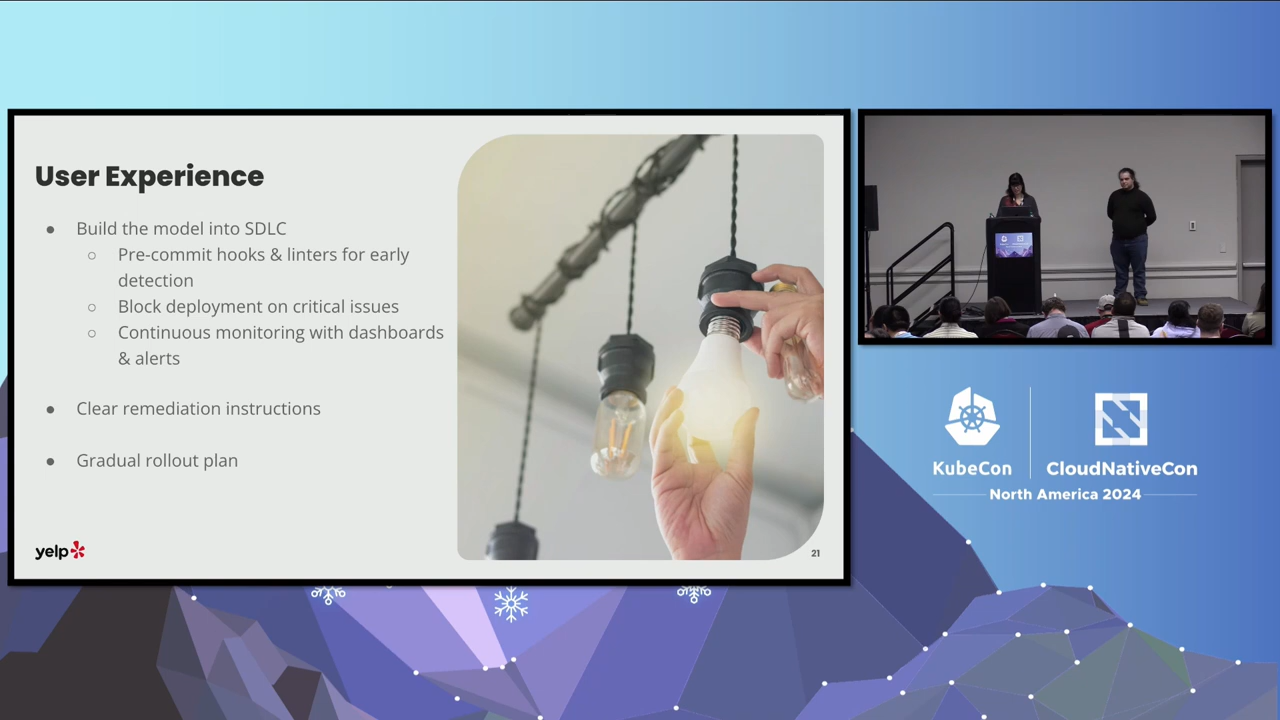 User Experience
● Build the model into SDLC
○ Pre-commit hooks & linters for early
detection
○ Block deployment on critical issues
○ Continuous monitoring with dashboards
& alerts
● Clear remediation instructions
● Gradual rollout plan
yelp
21
KubeCon
CloudNativeCon
North America 2024